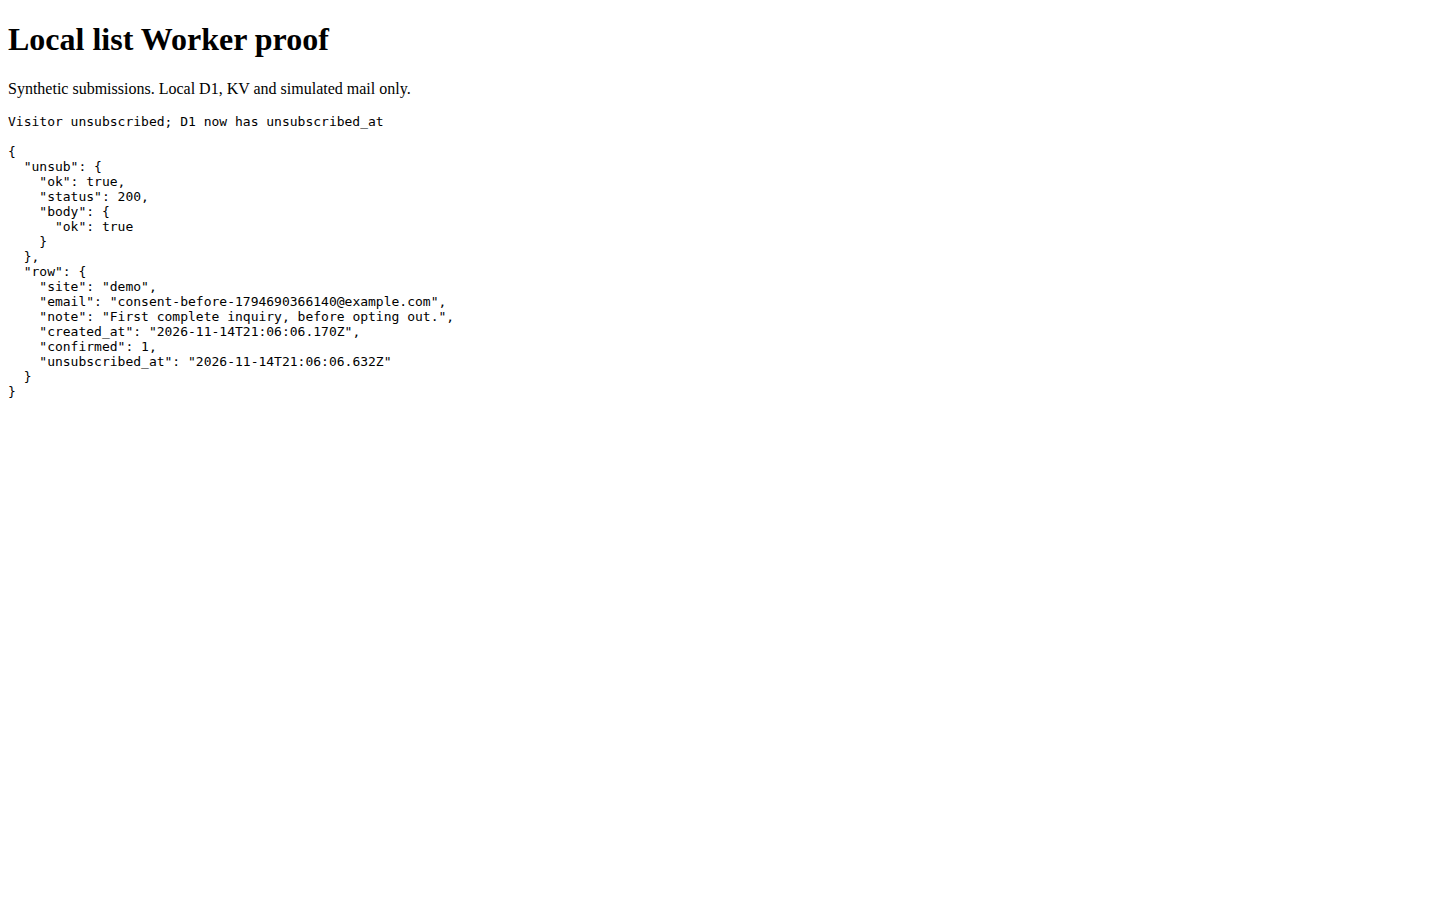 Local list Worker proof
Synthetic submissions. Local D1, KV and simulated mail only.
Visitor unsubscribed; D1 now has unsubscribed_at
{
  "unsub": {
    "ok": true,
    "status": 200,
    "body": {
      "ok": true
    }
  },
  "row": {
    "site": "demo",
    "email": "consent-before-1794690366140@example.com",
    "note": "First complete inquiry, before opting out.",
    "created_at": "2026-11-14T21:06:06.170Z",
    "confirmed": 1,
    "unsubscribed_at": "2026-11-14T21:06:06.632Z"
  }
}